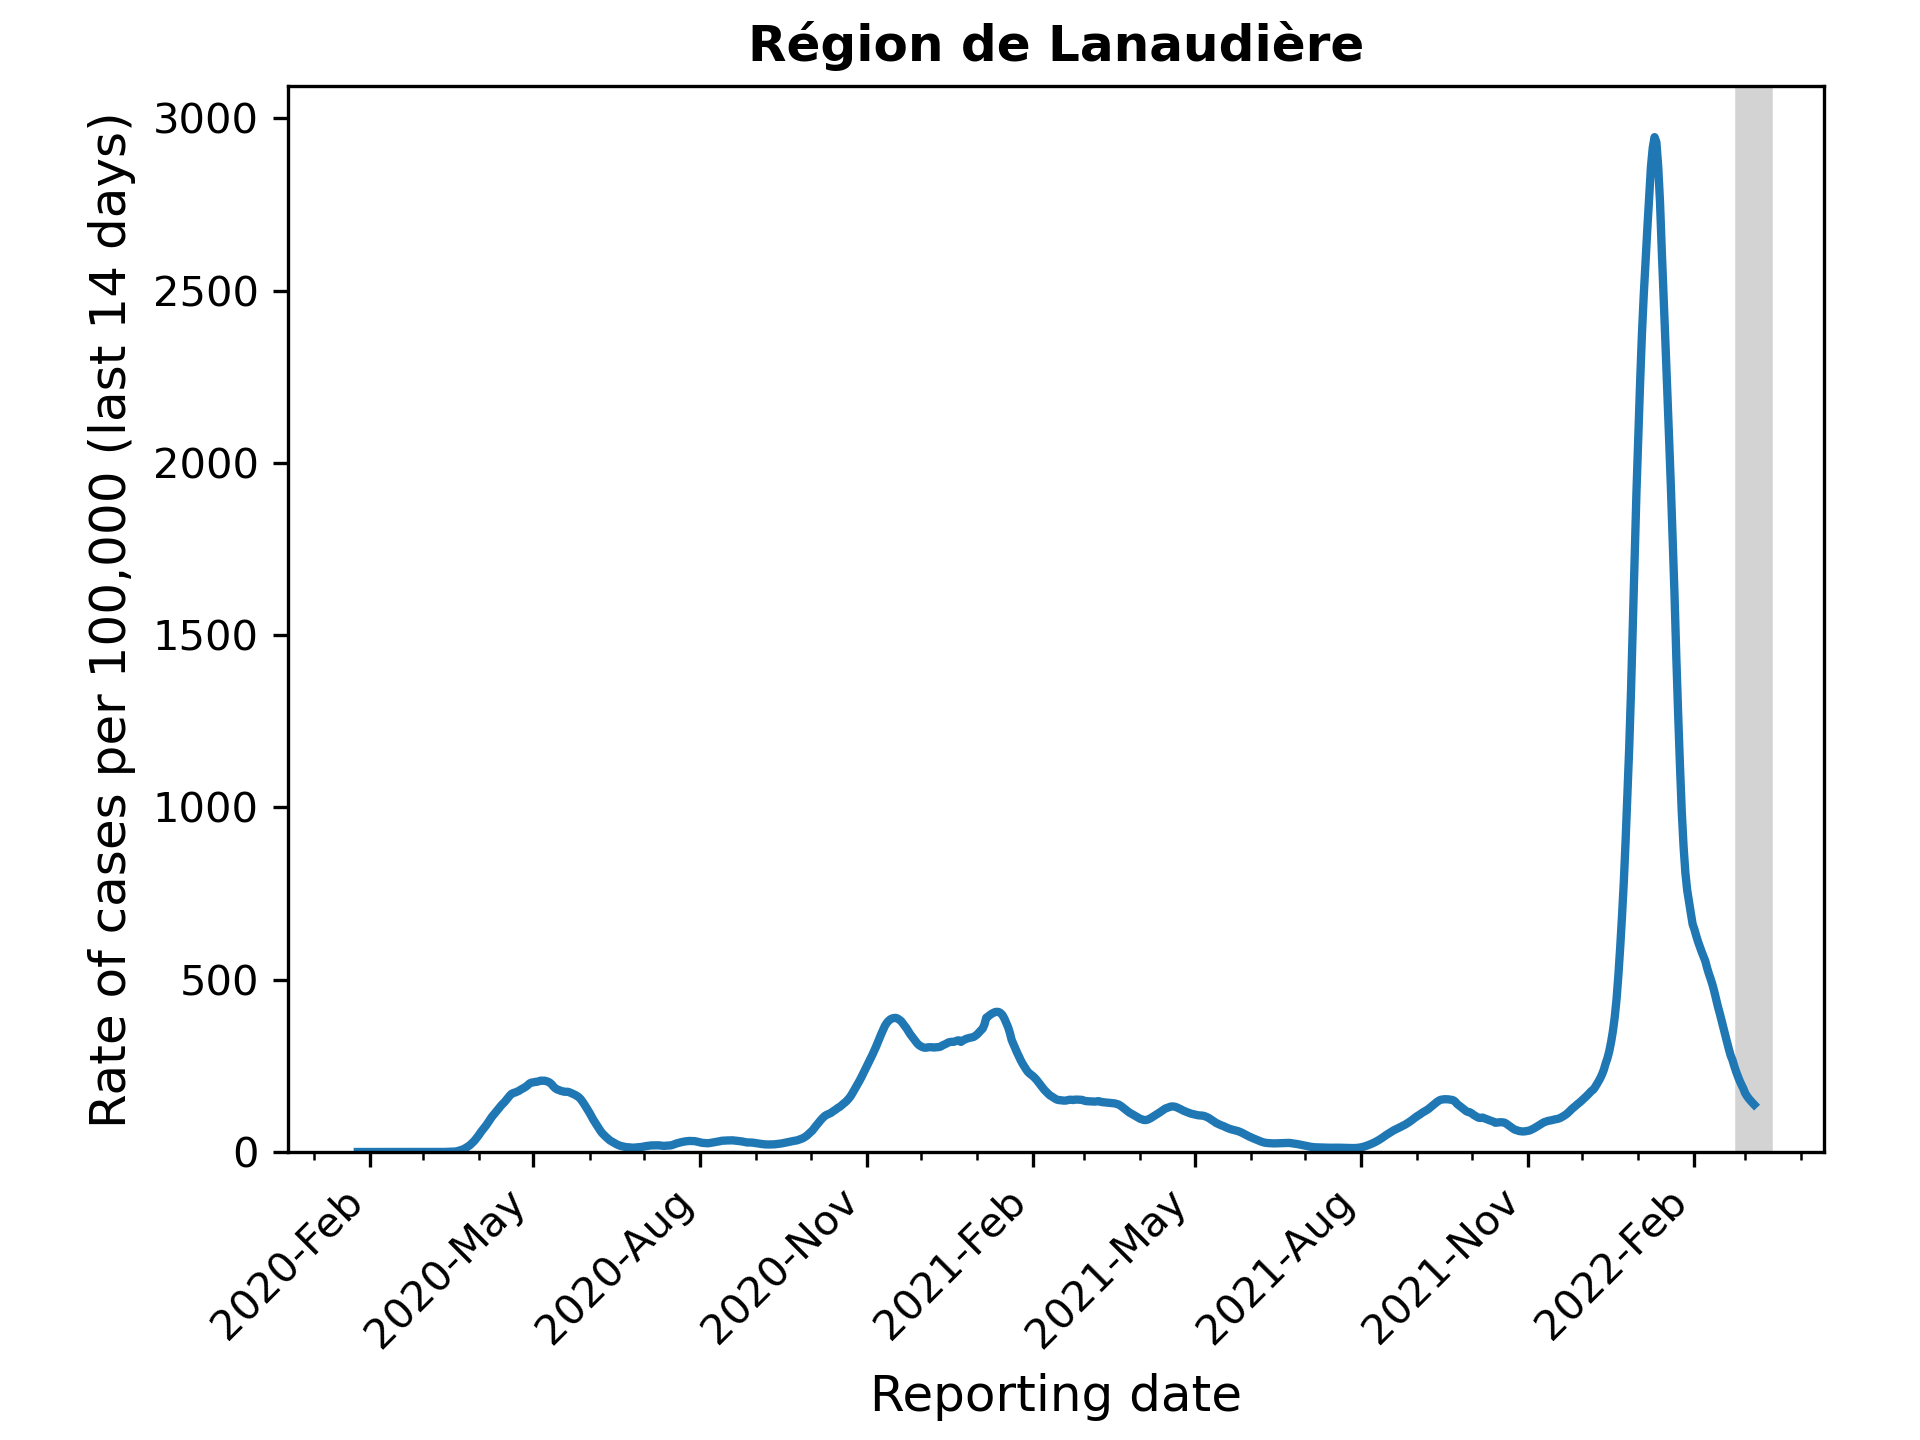 Région de Lanaudière
Rate of cases per 100,000 (last 14 days)
3000
2500
2000
1500
1000
500
0
2020-Feb
2020-May
2020-Aug
2020-Nov
2021-Feb
2021-May
2021-Aug
2021-Nov
2022-Feb
Reporting date